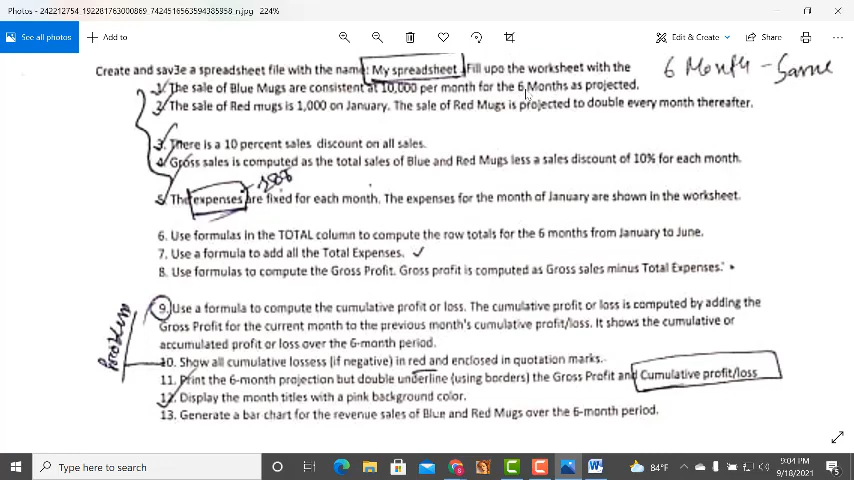 Photos - 242212754_185181763000859_7424516563594385958_n.jpg   224%
See all photos
Add to
Edit & Create
Share
Create and sav3e a spreadsheet file with the name: My spreadsheet . Fill upo the worksheet with the
6 Month - Same
1. The sale of Blue Mugs are consistent at 10,000 per month for the 6 Months as projected.
2. The sale of Red mugs is 1,000 on January. The sale of Red Mugs is projected to double every month thereafter.
3. There is a 10 percent sales discount on all sales.
4. Gross sales is computed as the total sales of Blue and Red Mugs less a sales discount of 10% for each month.
5. The expenses are fixed for each month. The expenses for the month of January are shown in the worksheet.
6. Use formulas in the TOTAL column to compute the row totals for the 6 months from January to June.
7. Use a formula to add all the Total Expenses. ✓
8. Use formulas to compute the Gross Profit. Gross profit is computed as Gross sales minus Total Expenses.
Problem
9. Use a formula to compute the cumulative profit or loss. The cumulative profit or loss is computed by adding the
Gross Profit for the current month to the previous month's cumulative profit/loss. It shows the cumulative or
accumulated profit or loss over the 6-month period.
10. Show all cumulative lossess (if negative) in red and enclosed in quotation marks.
11. Print the 6-month projection but double underline (using borders) the Gross Profit and Cumulative profit/loss
12. Display the month titles with a pink background color.
13. Generate a bar chart for the revenue sales of Blue and Red Mugs over the 6-month period.
Type here to search
84°F
9:04 PM
9/18/2021
5